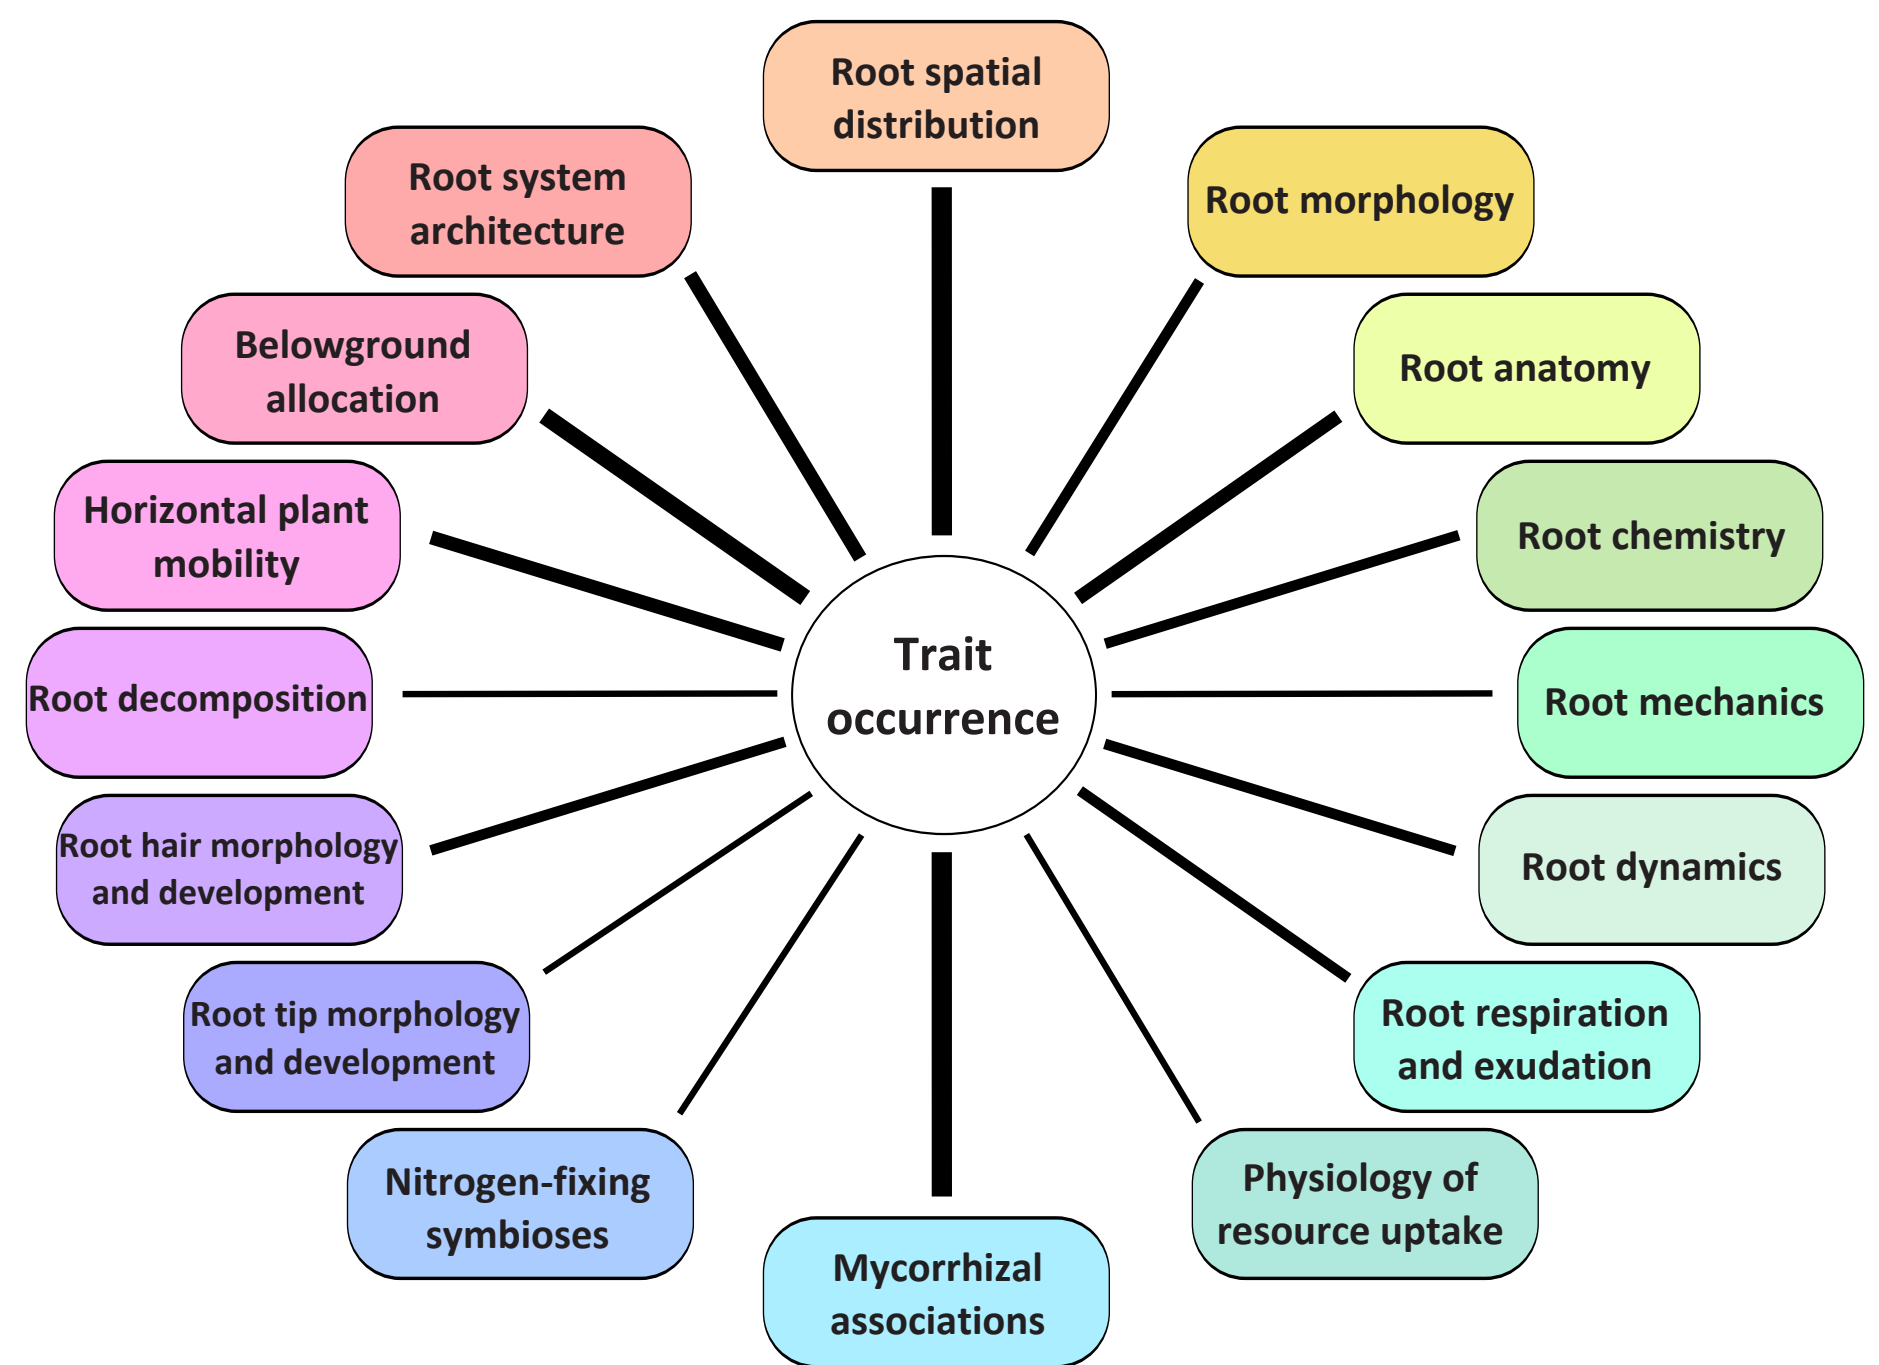 Root spatial
distribution
Root system
architecture
Root morphology
Belowground
allocation
Root anatomy
Horizontal plant
mobility
Root chemistry
Trait
occurrence
Root decomposition
Root mechanics
Root hair morphology
and development
Root dynamics
Root tip morphology
and development
Root respiration
and exudation
Nitrogen-fixing
symbioses
Physiology of
resource uptake
Mycorrhizal
associations